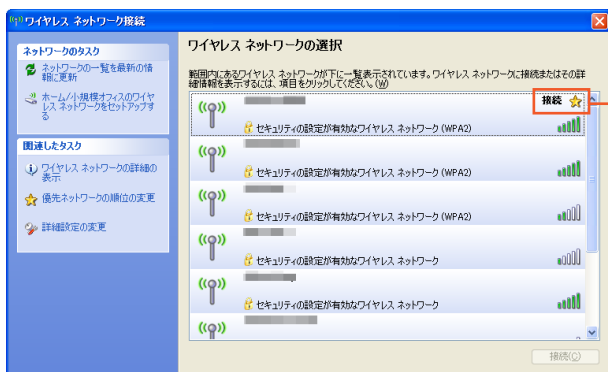 ワイヤレス ネットワーク接続
ネットワークのタスク
ネットワークの一覧を最新の情
報に更新
ホーム/小規模オフィスのワイヤ
レス ネットワークをセットアップす
る
関連したタスク
ワイヤレス ネットワークの詳細の
表示
優先ネットワークの順位の変更
詳細設定の変更
ワイヤレス ネットワークの選択
範囲内にあるワイヤレス ネットワークが下に一覧表示されています。ワイヤレス ネットワークに接続またはその詳
細情報を表示するには、項目をクリックしてください。(W)
接続
セキュリティの設定が有効なワイヤレス ネットワーク (WPA2)
セキュリティの設定が有効なワイヤレス ネットワーク (WPA2)
セキュリティの設定が有効なワイヤレス ネットワーク (WPA2)
セキュリティの設定が有効なワイヤレス ネットワーク
セキュリティの設定が有効なワイヤレス ネットワーク
接続(C)